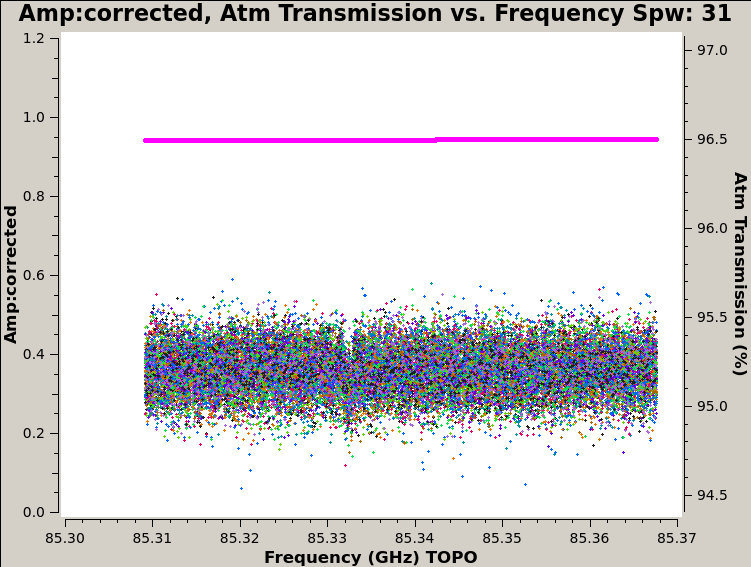 Amp:corrected, Atm Transmission vs. Frequency Spw: 31
1.2
1.0
0.8
0.6
0.4
0.2
0.0
Amp:corrected
97.0
96.5
96.0
95.5
95.0
94.5
Atm Transmission (%)
85.30 85.31 85.32 85.33 85.34 85.35 85.36 85.37
Frequency (GHz) TOPO